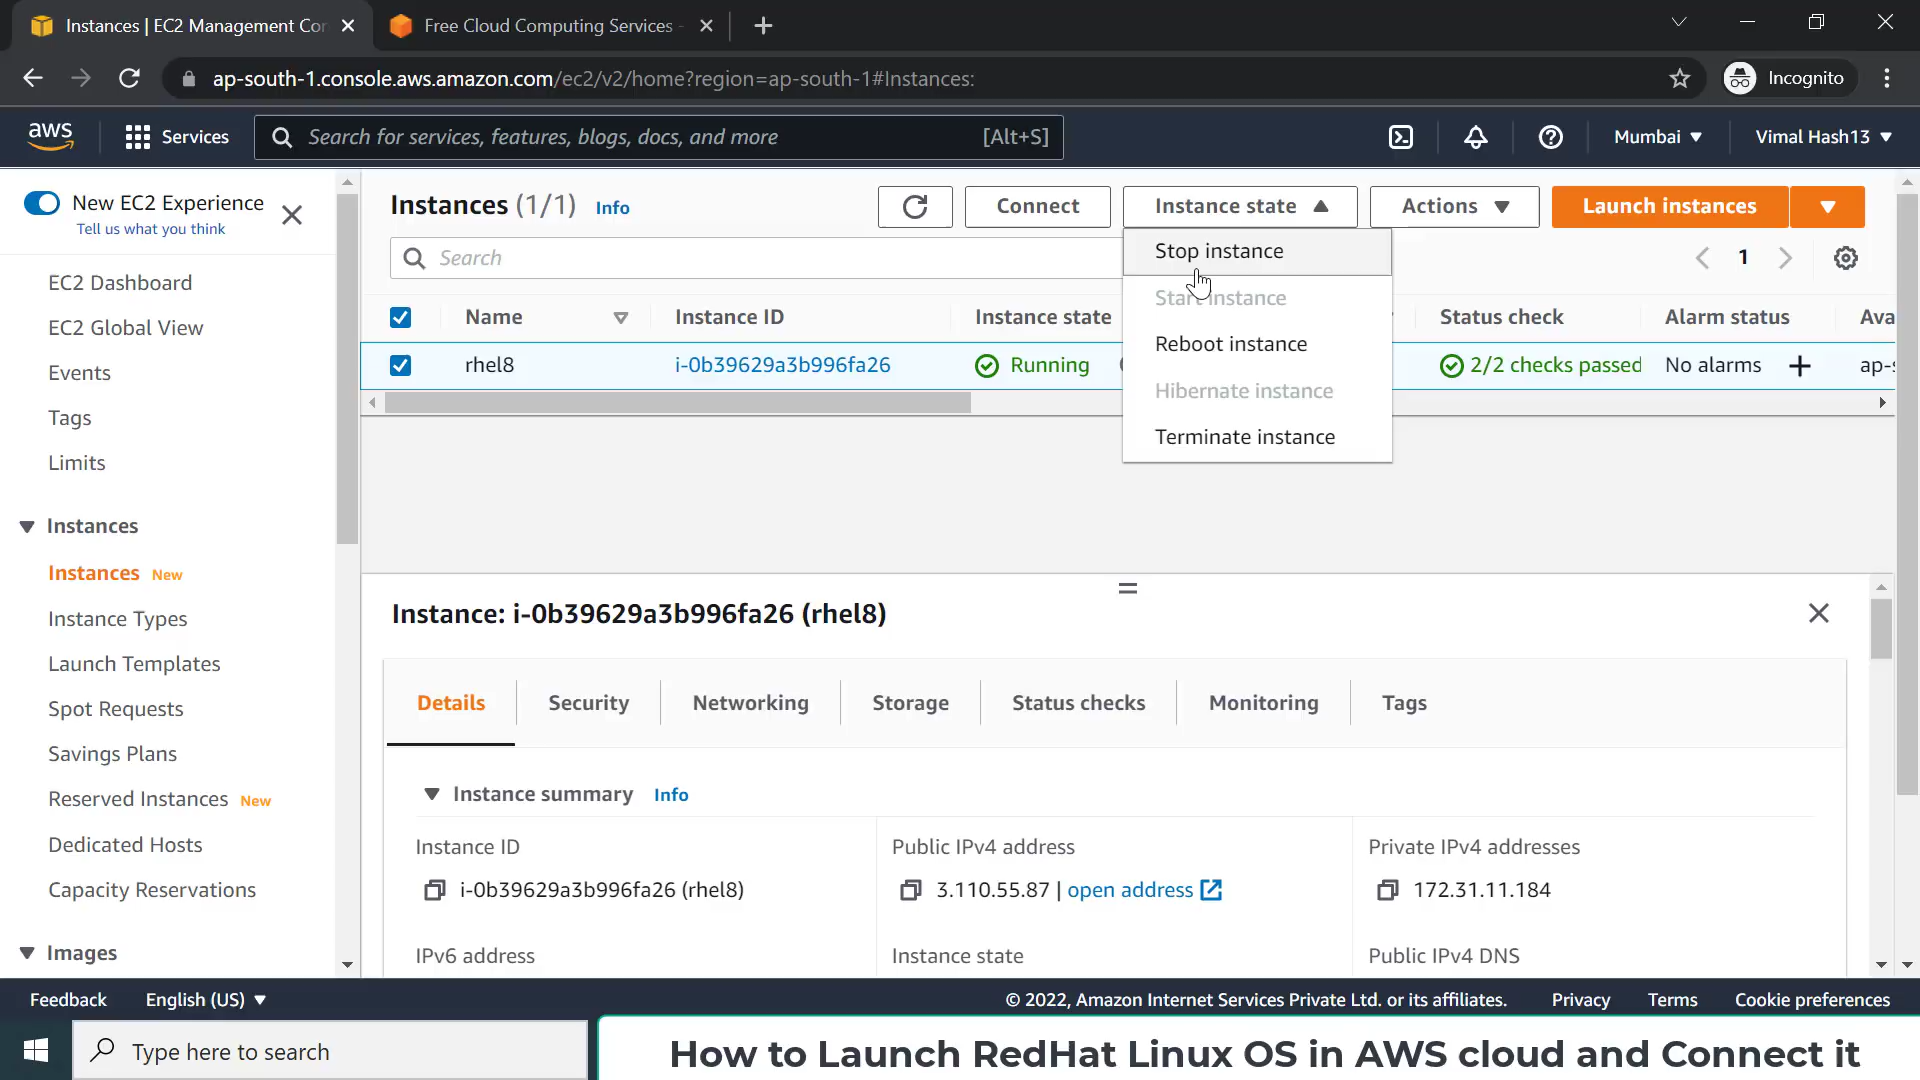 Instances | EC2 Management Con
Free Cloud Computing Services -
ap-south-1.console.aws.amazon.com/ec2/v2/home?region=ap-south-1#Instances:
Incognito
aws
Services
Search for services, features, blogs, docs, and more
[Alt+S]
Mumbai
Vimal Hash13
New EC2 Experience
Tell us what you think
EC2 Dashboard
EC2 Global View
Events
Tags
Limits
Instances
Instances New
Instance Types
Launch Templates
Spot Requests
Savings Plans
Reserved Instances New
Dedicated Hosts
Capacity Reservations
Images
Instances (1/1) Info
Connect
Instance state
Actions
Launch instances
Search
1
Stop instance
Start instance
Reboot instance
Hibernate instance
Terminate instance
Name
Instance ID
Instance state
Status check
Alarm status
Ava
rhel8
i-0b39629a3b996fa26
Running
2/2 checks passed
No alarms
ap-s
Instance: i-0b39629a3b996fa26 (rhel8)
Details
Security
Networking
Storage
Status checks
Monitoring
Tags
Instance summary Info
Instance ID
i-0b39629a3b996fa26 (rhel8)
Public IPv4 address
3.110.55.87 | open address
Private IPv4 addresses
172.31.11.184
IPv6 address
Instance state
Public IPv4 DNS
Feedback
English (US)
© 2022, Amazon Internet Services Private Ltd. or its affiliates.
Privacy
Terms
Cookie preferences
Type here to search
How to Launch RedHat Linux OS in AWS cloud and Connect it